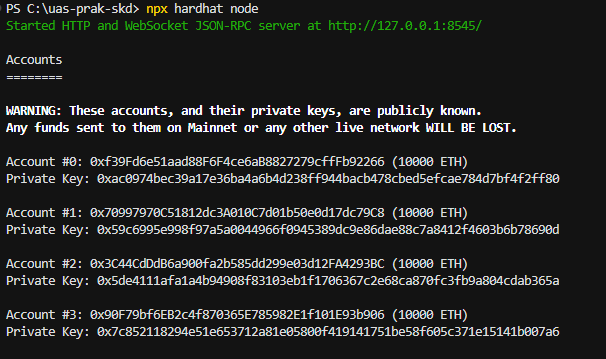 PS C:\uas-prak-skd> npx hardhat node
Started HTTP and WebSocket JSON-RPC server at http://127.0.0.1:8545/
Accounts
========
WARNING: These accounts, and their private keys, are publicly known.
Any funds sent to them on Mainnet or any other live network WILL BE LOST.
Account #0: 0xf39Fd6e51aad88F6F4ce6aB8827279cffFb92266 (10000 ETH)
Private Key: 0xac0974bec39a17e36ba4a6b4d238ff944bacb478cbed5efcae784d7bf4f2ff80
Account #1: 0x70997970C51812dc3A010C7d01b50e0d17dc79C8 (10000 ETH)
Private Key: 0x59c6995e998f97a5a0044966f0945389dc9e86dae88c7a8412f4603b6b78690d
Account #2: 0x3C44CdDdB6a900fa2b585dd299e03d12FA4293BC (10000 ETH)
Private Key: 0x5de4111afa1a4b94908f83103eb1f1706367c2e68ca870fc3fb9a804cdab365a
Account #3: 0x90F79bf6EB2c4f870365E785982E1f101E93b906 (10000 ETH)
Private Key: 0x7c852118294e51e653712a81e05800f419141751be58f605c371e15141b007a6